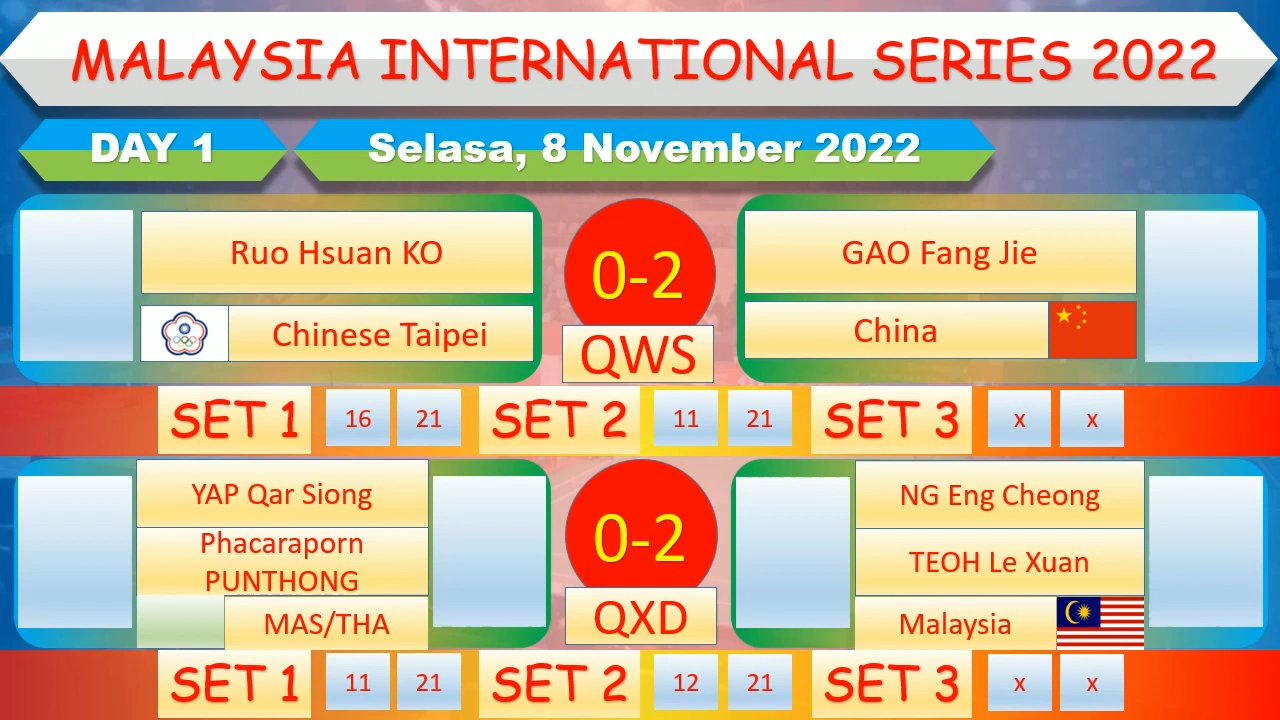 MALAYSIA INTERNATIONAL SERIES 2022
DAY 1
Selasa, 8 November 2022
Ruo Hsuan KO
Chinese Taipei
0-2
QWS
GAO Fang Jie
China
SET 1 16 21 SET 2 11 21 SET 3 x x
YAP Qar Siong
Phacaraporn
PUNTHONG
MAS/THA
0-2
QXD
NG Eng Cheong
TEOH Le Xuan
Malaysia
SET 1 11 21 SET 2 12 21 SET 3 x x